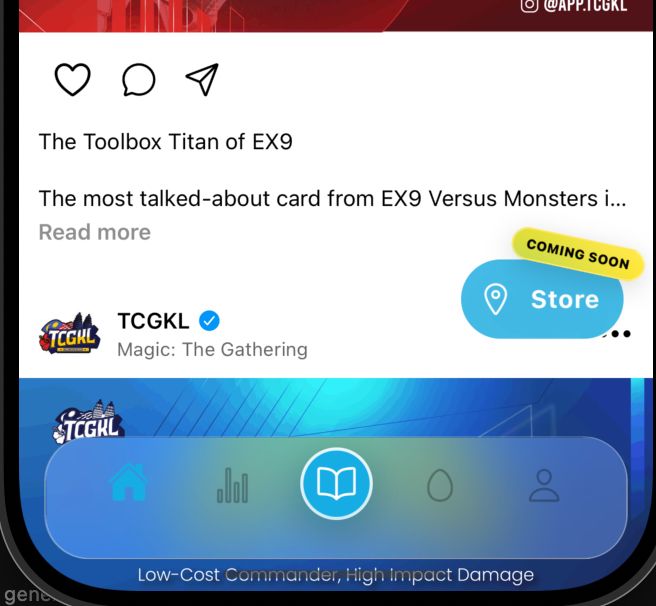 @APP.TCGKL
The Toolbox Titan of EX9
The most talked-about card from EX9 Versus Monsters i...
Read more
COMING SOON
Store
TCGKL
TCGKL
Magic: The Gathering
TCGKL
Low-Cost Commander, High Impact Damage
gene